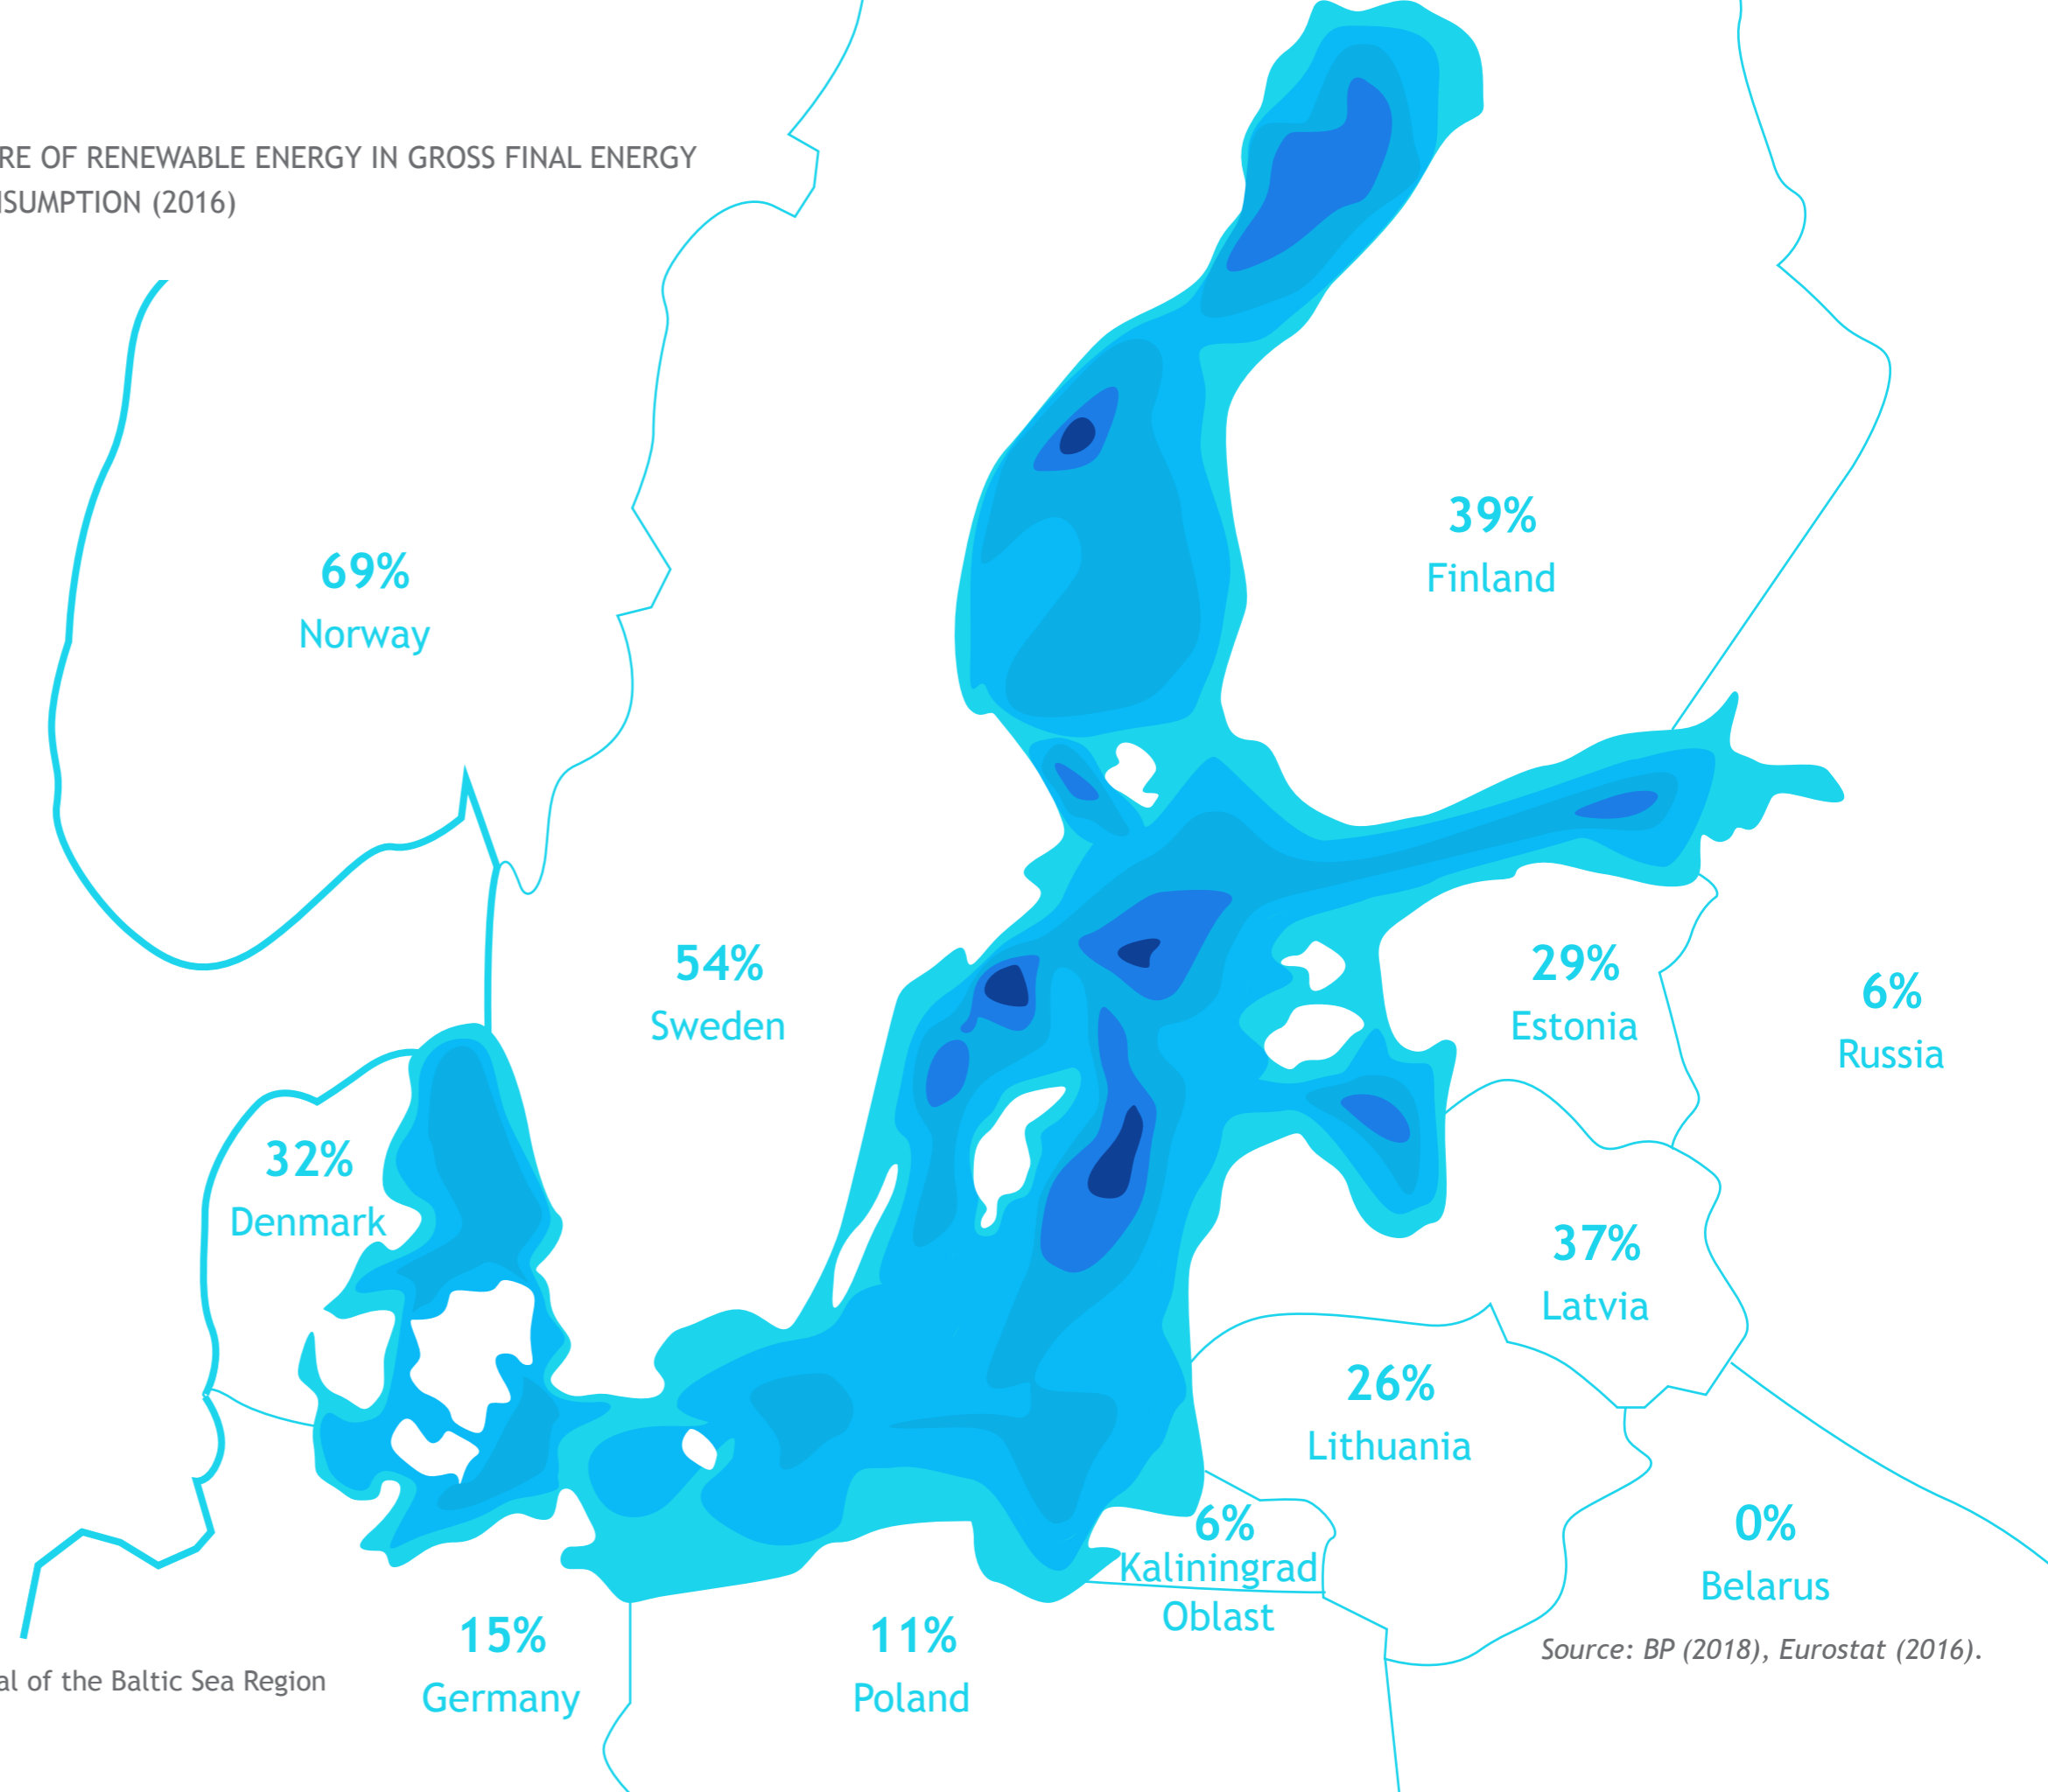 RE OF RENEWABLE ENERGY IN GROSS FINAL ENERGY
SUMPTION (2016)
39%
Finland
69%
Norway
54%
Sweden
29%
Estonia
6%
Russia
32%
Denmark
37%
Latvia
26%
Lithuania
6%
Kaliningrad
Oblast
0%
Belarus
15%
Germany
11%
Poland
Source: BP (2018), Eurostat (2016).
al of the Baltic Sea Region